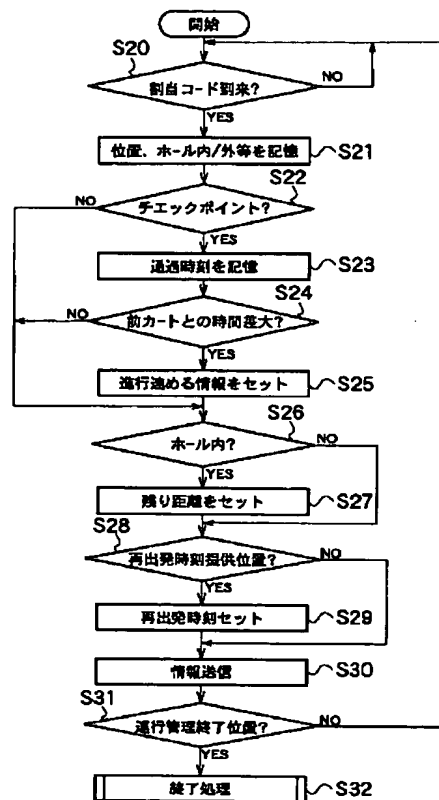 開始
S20
割当コード到来?
NO
YES
位置、ホール内/外等を記憶
S21
S22
NO
チェックポイント?
YES
通過時刻を記憶
S23
S24
NO
前カートとの時間差大?
YES
進行速める情報をセット
S25
S26
ホール内?
NO
YES
残り距離をセット
S27
S28
再出発時刻提供位置?
NO
YES
再出発時刻セット
S29
情報送信
S30
S31
運行管理終了位置?
NO
YES
終了処理
S32